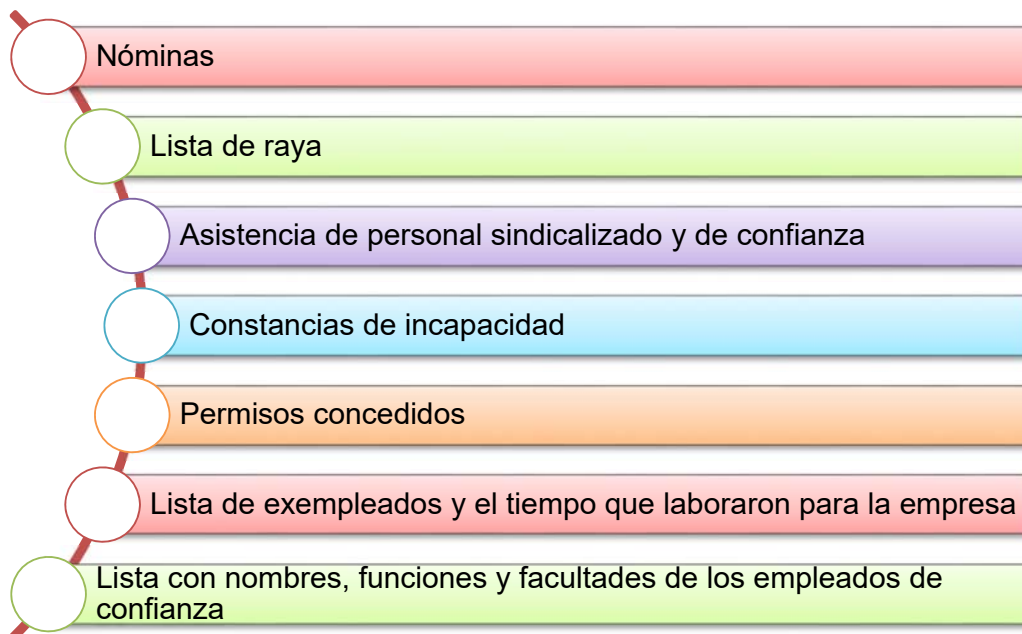 Nóminas
Lista de raya
Asistencia de personal sindicalizado y de confianza
Constancias de incapacidad
Permisos concedidos
Lista de exempleados y el tiempo que laboraron para la empresa
Lista con nombres, funciones y facultades de los empleados de
confianza